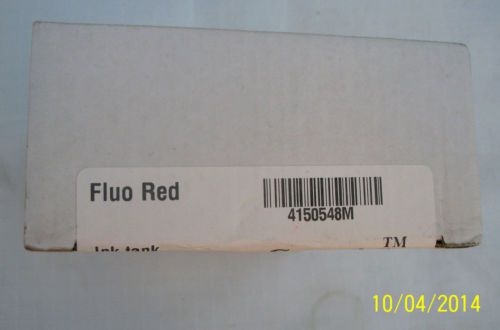 Fluo Red
4150548M
Ink tank
TM
10/04/2014